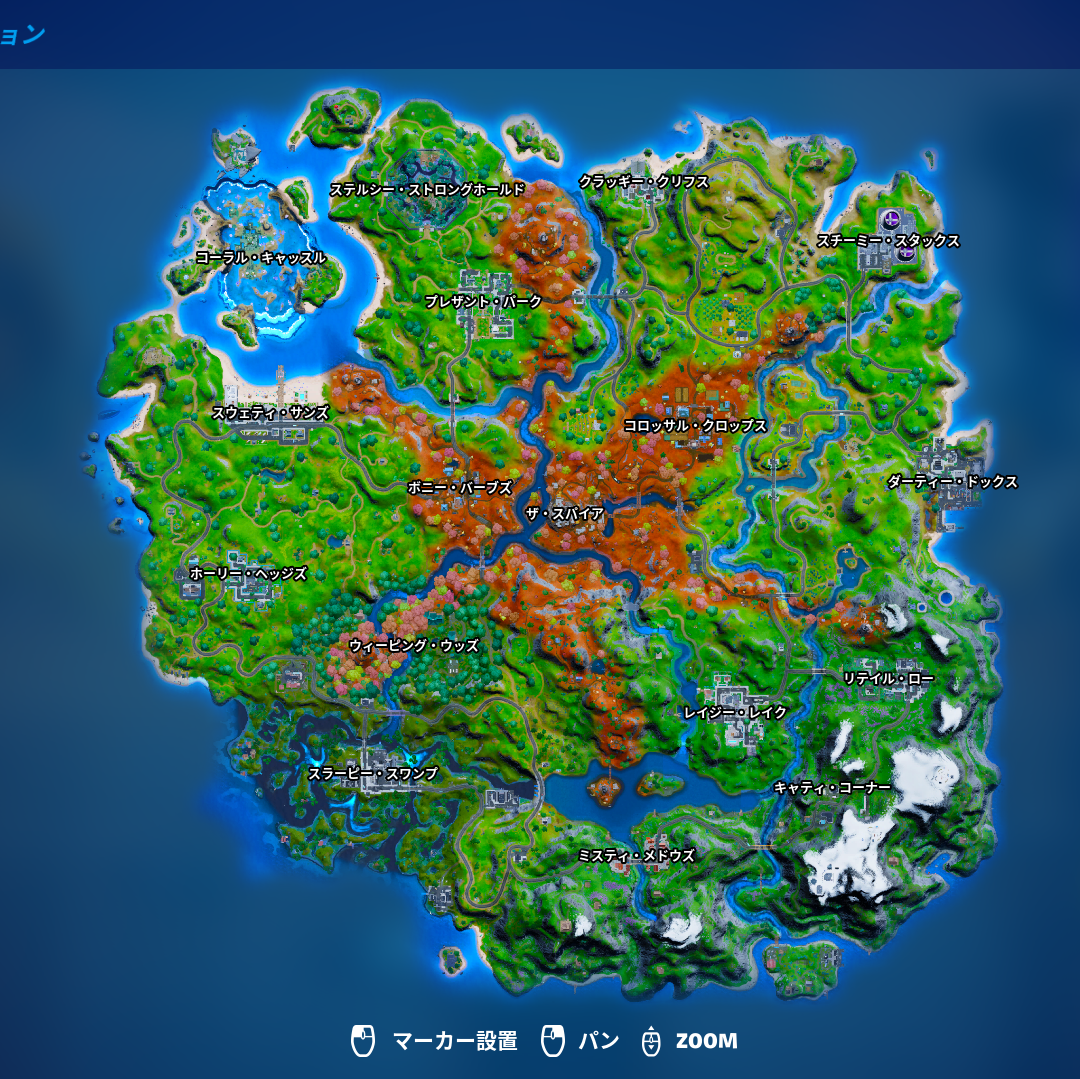 ョン
クラッギー・クリフス
ステルシー・ストロングホールド
スチーミー・スタックス
コーラル・キャッスル
プレザント・パーク
スウェティ・サンズ
コロッサル・クロップス
ダーティー・ドックス
ボニー・バーブズ
ザ・スパイア
ホーリー・ヘッジズ
ウィーピング・ウッズ
リテイル・ロー
レイジー・レイク
スラーピー・スワンプ
キャティ・コーナー
ミスティ・メドウズ
マーカー設置 パン ZOOM